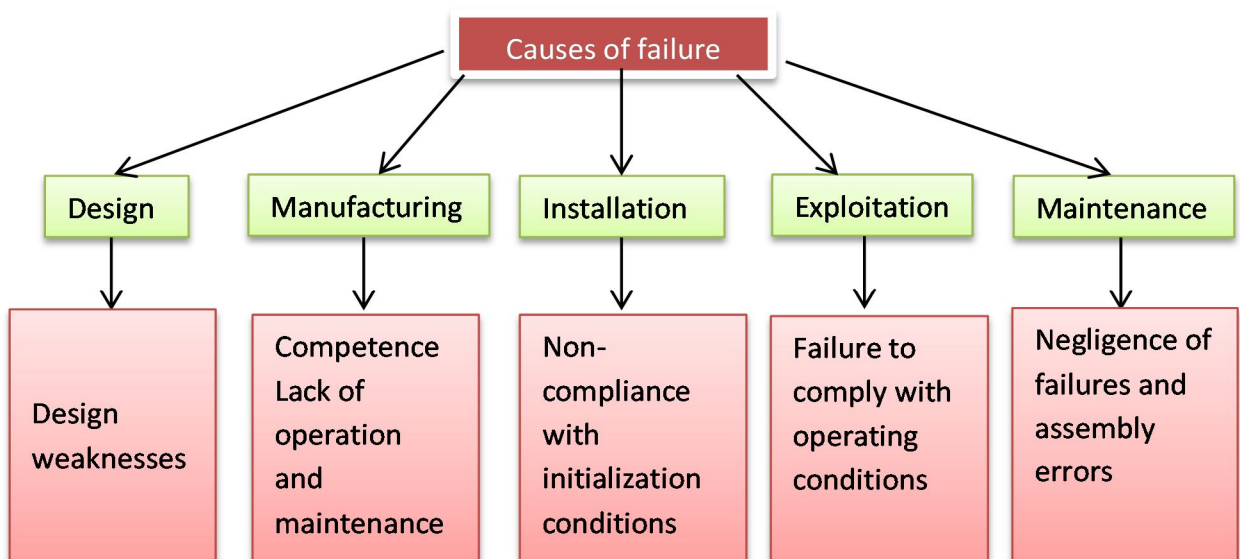 Causes of failure
Design
Manufacturing
Installation
Exploitation
Maintenance
Design
weaknesses
Competence
Lack of
operation
and
maintenance
Non-
compliance
with
initialization
conditions
Failure to
comply with
operating
conditions
Negligence of
failures and
assembly
errors